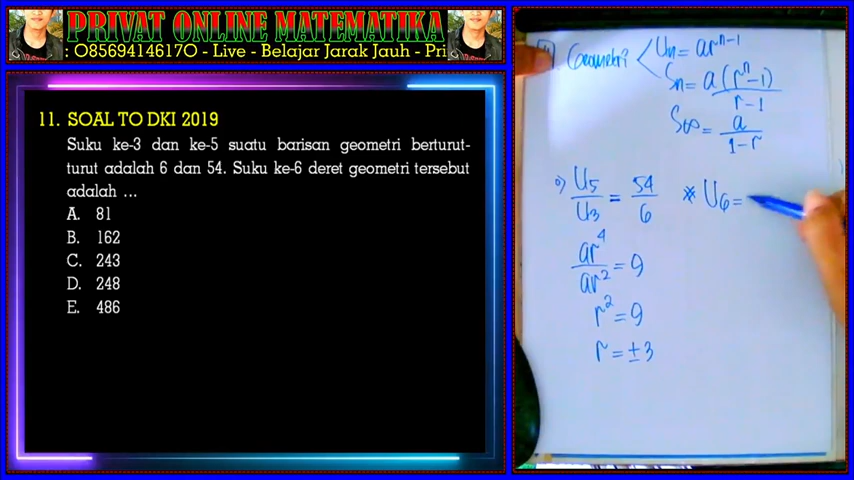 PRIVAT ONLINE MATEMATIKA
: 085694146170 - Live - Belajar Jarak Jauh - Pri
11. SOAL TO DKI 2019
Suku ke-3 dan ke-5 suatu barisan geometri berturut-
turut adalah 6 dan 54. Suku ke-6 deret geometri tersebut
adalah ...
A. 81
B. 162
C. 243
D. 248
E. 486
Geometri
Un = ar^n-1
Sn = a(r^n-1)
r-1
S∞ = a
1-r
U5 = 54
U3 6
* U6 =
ar^4 = 9
ar^2
r^2 = 9
r = ±3